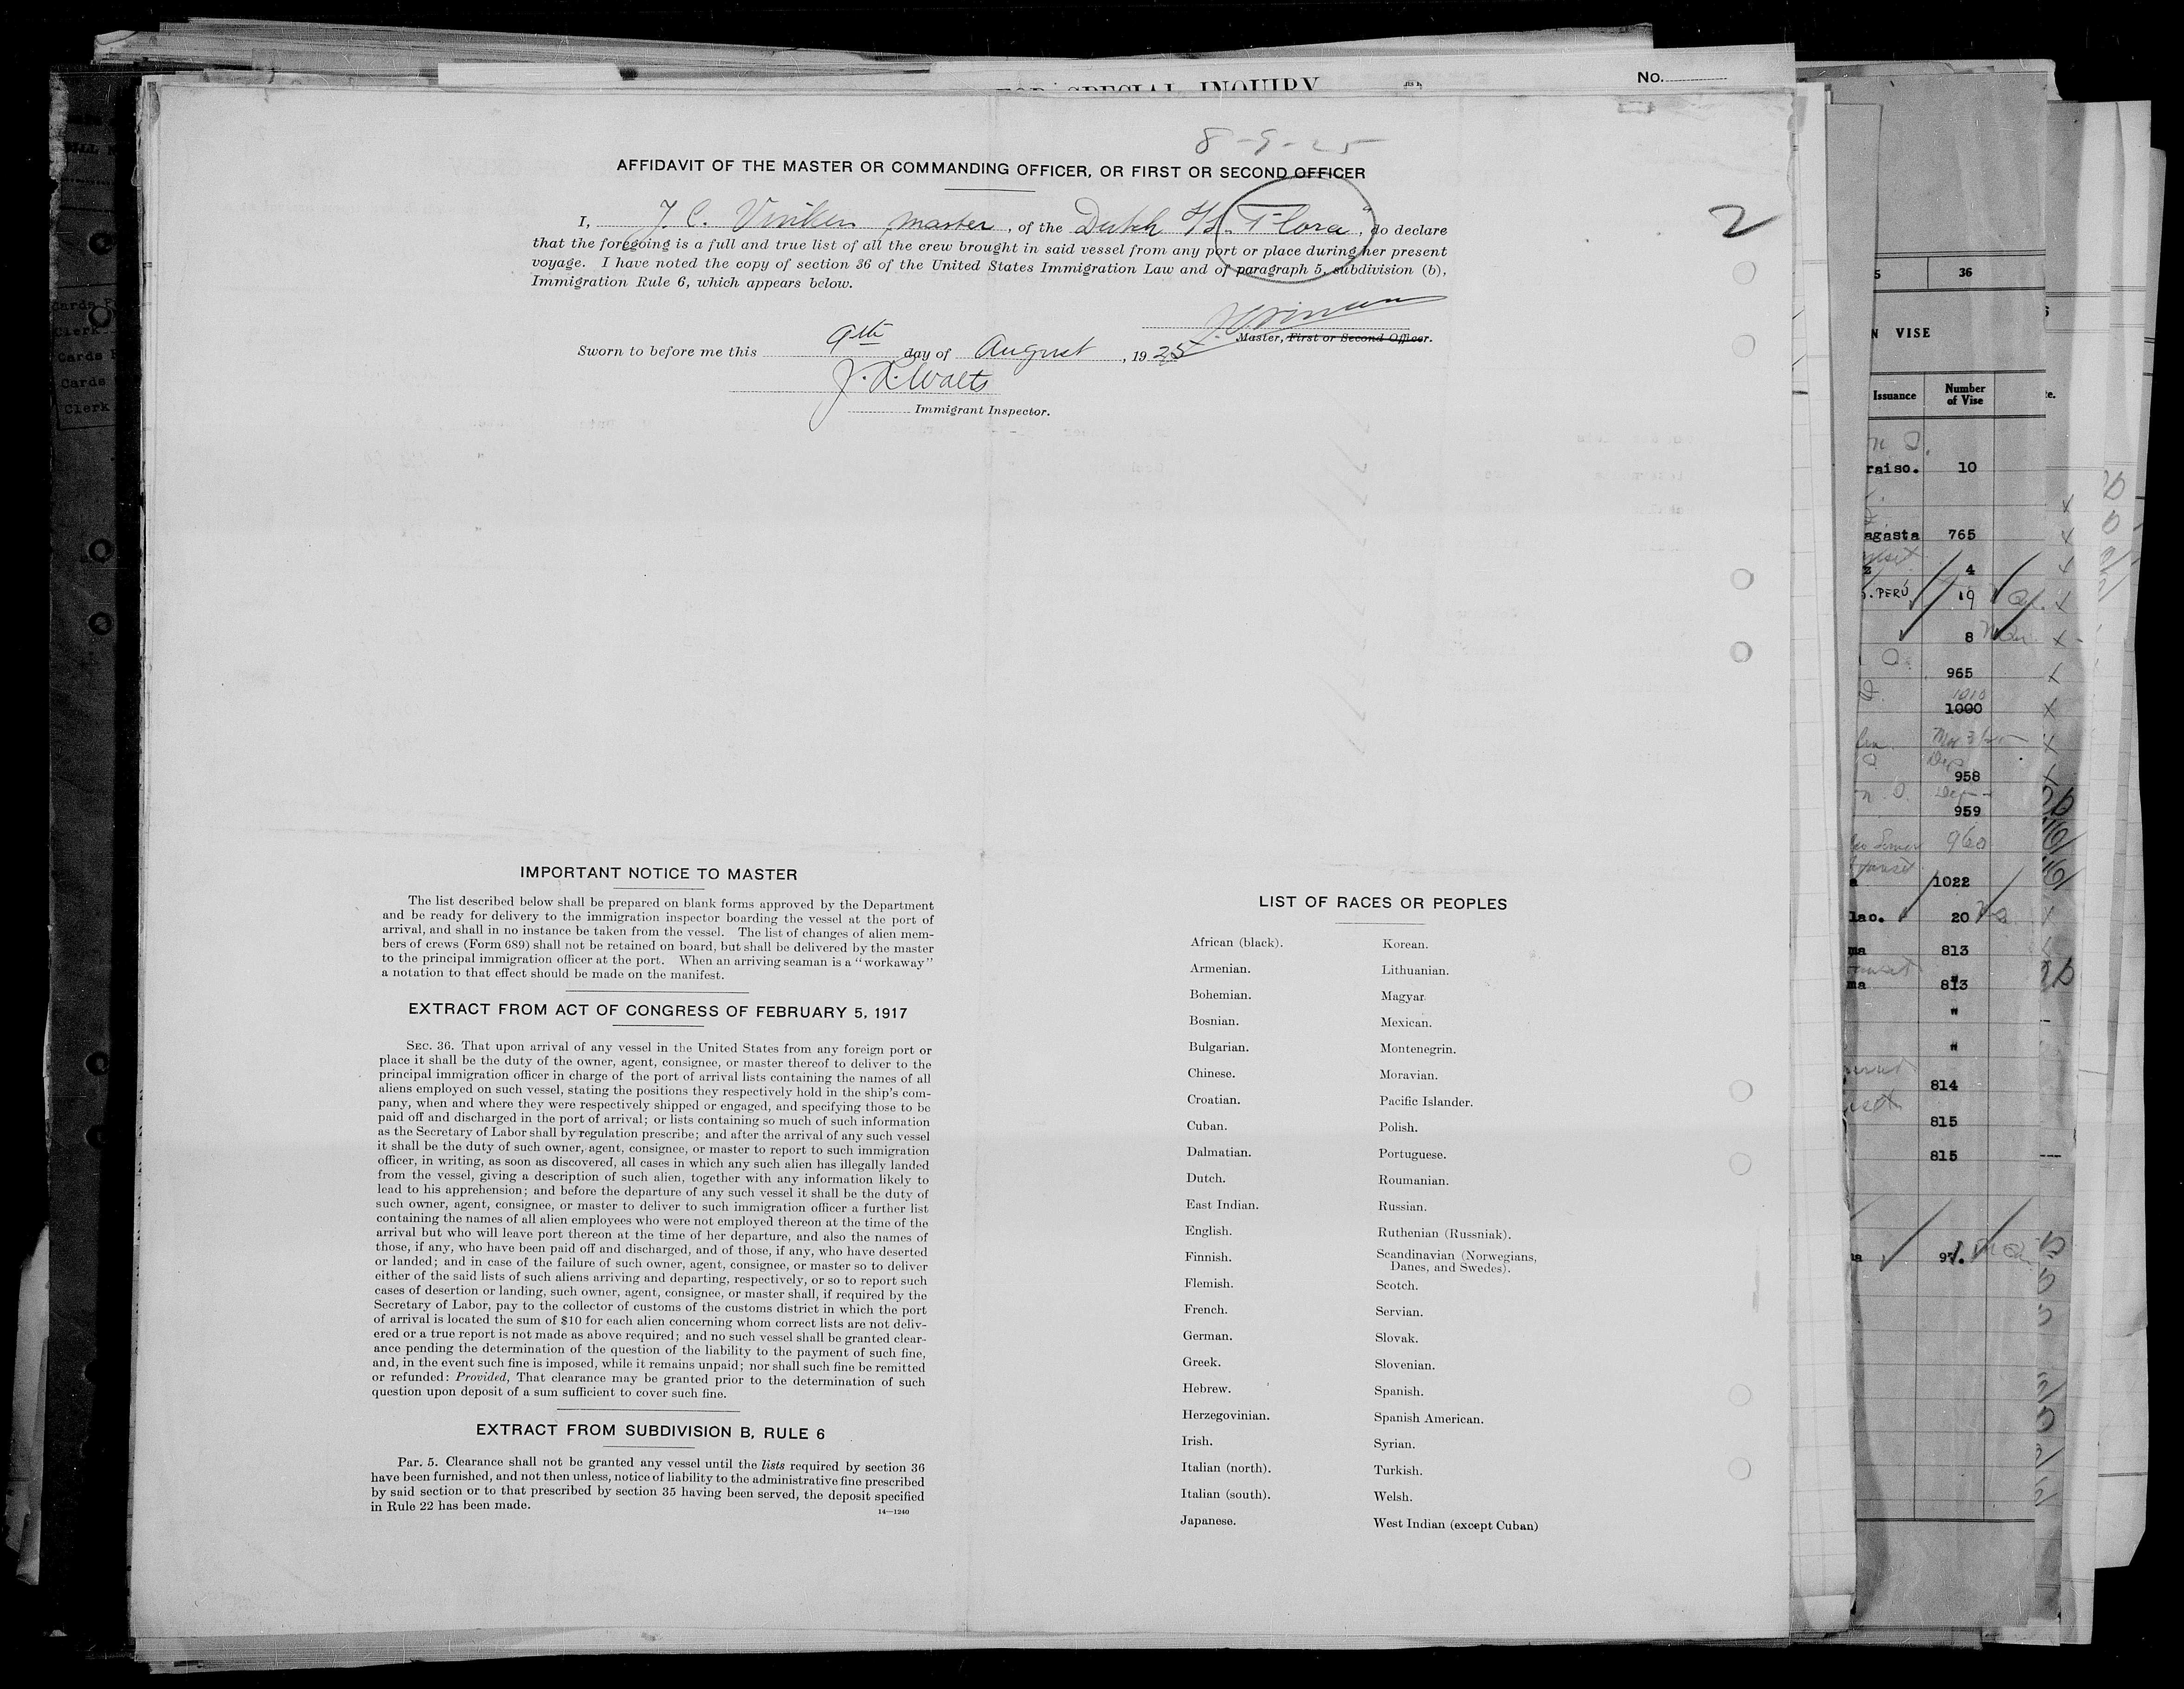 FOR SPECIAL INQUIRY
No.
8-9-25
AFFIDAVIT OF THE MASTER OR COMMANDING OFFICER, OR FIRST OR SECOND OFFICER
2
I, J. C. master, of the Dutch S/S. "Flora", do declare
that the foregoing is a full and true list of all the crew brought in said vessel from any port or place during her present
voyage. I have noted the copy of section 36 of the United States Immigration Law and of paragraph 5, subdivision (b),
Immigration Rule 6, which appears below.
Master, First or Second Officer.
Sworn to before me this 9th day of August, 1925
Immigrant Inspector.
IMPORTANT NOTICE TO MASTER
The list described below shall be prepared on blank forms approved by the Department
and be ready for delivery to the immigration inspector boarding the vessel at the port of
arrival, and shall in no instance be taken from the vessel. The list of changes of alien mem-
bers of crews (Form 689) shall not be retained on board, but shall be delivered by the master
to the principal immigration officer at the port. When an arriving seaman is a "workaway"
a notation to that effect should be made on the manifest.
EXTRACT FROM ACT OF CONGRESS OF FEBRUARY 5, 1917
SEC. 36. That upon arrival of any vessel in the United States from any foreign port or
place it shall be the duty of the owner, agent, consignee, or master thereof to deliver to the
principal immigration officer in charge of the port of arrival lists containing the names of all
aliens employed on such vessel, stating the positions they respectively hold in the ship's com-
pany, when and where they were respectively shipped or engaged, and specifying those to be
paid off and discharged in the port of arrival; or lists containing so much of such information
as the Secretary of Labor shall by regulation prescribe; and after the arrival of any such vessel
it shall be the duty of such owner, agent, consignee, or master to report to such immigration
officer, in writing, as soon as discovered, all cases in which any such alien has illegally landed
from the vessel, giving a description of such alien, together with any information likely to
lead to his apprehension; and before the departure of any such vessel it shall be the duty of
such owner, agent, consignee, or master to deliver to such immigration officer a further list
containing the names of all alien employees who were not employed thereon at the time of the
arrival but who will leave port thereon at the time of her departure, and also the names of
those, if any, who have been paid off and discharged, and of those, if any, who have deserted
or landed; and in case of the failure of such owner, agent, consignee, or master so to deliver
either of the said lists of such aliens arriving and departing, respectively, or so to report such
cases of desertion or landing, such owner, agent, consignee, or master shall, if required by the
Secretary of Labor, pay to the collector of customs of the customs district in which the port
of arrival is located the sum of $10 for each alien concerning whom correct lists are not deliv-
ered or a true report is not made as above required; and no such vessel shall be granted clear-
ance pending the determination of the question of the liability to the payment of such fine,
and, in the event such fine is imposed, while it remains unpaid; nor shall such fine be remitted
or refunded: Provided, That clearance may be granted prior to the determination of such
question upon deposit of a sum sufficient to cover such fine.
EXTRACT FROM SUBDIVISION B, RULE 6
Par. 5. Clearance shall not be granted any vessel until the lists required by section 36
have been furnished, and not then unless, notice of liability to the administrative fine prescribed
by said section or to that prescribed by section 35 having been served, the deposit specified
in Rule 22 has been made.
14—1240
LIST OF RACES OR PEOPLES
African (black).
Armenian.
Bohemian.
Bosnian.
Bulgarian.
Chinese.
Croatian.
Cuban.
Dalmatian.
Dutch.
East Indian.
English.
Finnish.
Flemish.
French.
German.
Greek.
Hebrew.
Herzegovinian.
Irish.
Italian (north).
Italian (south).
Japanese.
Korean.
Lithuanian.
Magyar.
Mexican.
Montenegrin.
Moravian.
Pacific Islander.
Polish.
Portuguese.
Roumanian.
Russian.
Ruthenian (Russniak).
Scandinavian (Norwegians,
Danes, and Swedes).
Scotch.
Servian.
Slovak.
Slovenian.
Spanish.
Spanish American.
Syrian.
Turkish.
Welsh.
West Indian (except Cuban)
36
VISE
Issuance
Number
of Vise
raiso. 10
agasta 765
4
PERÚ 19
8
965
1010
1000
958
959
960
1022
lao. 20
ma 813
ma 813
"
"
814
815
815